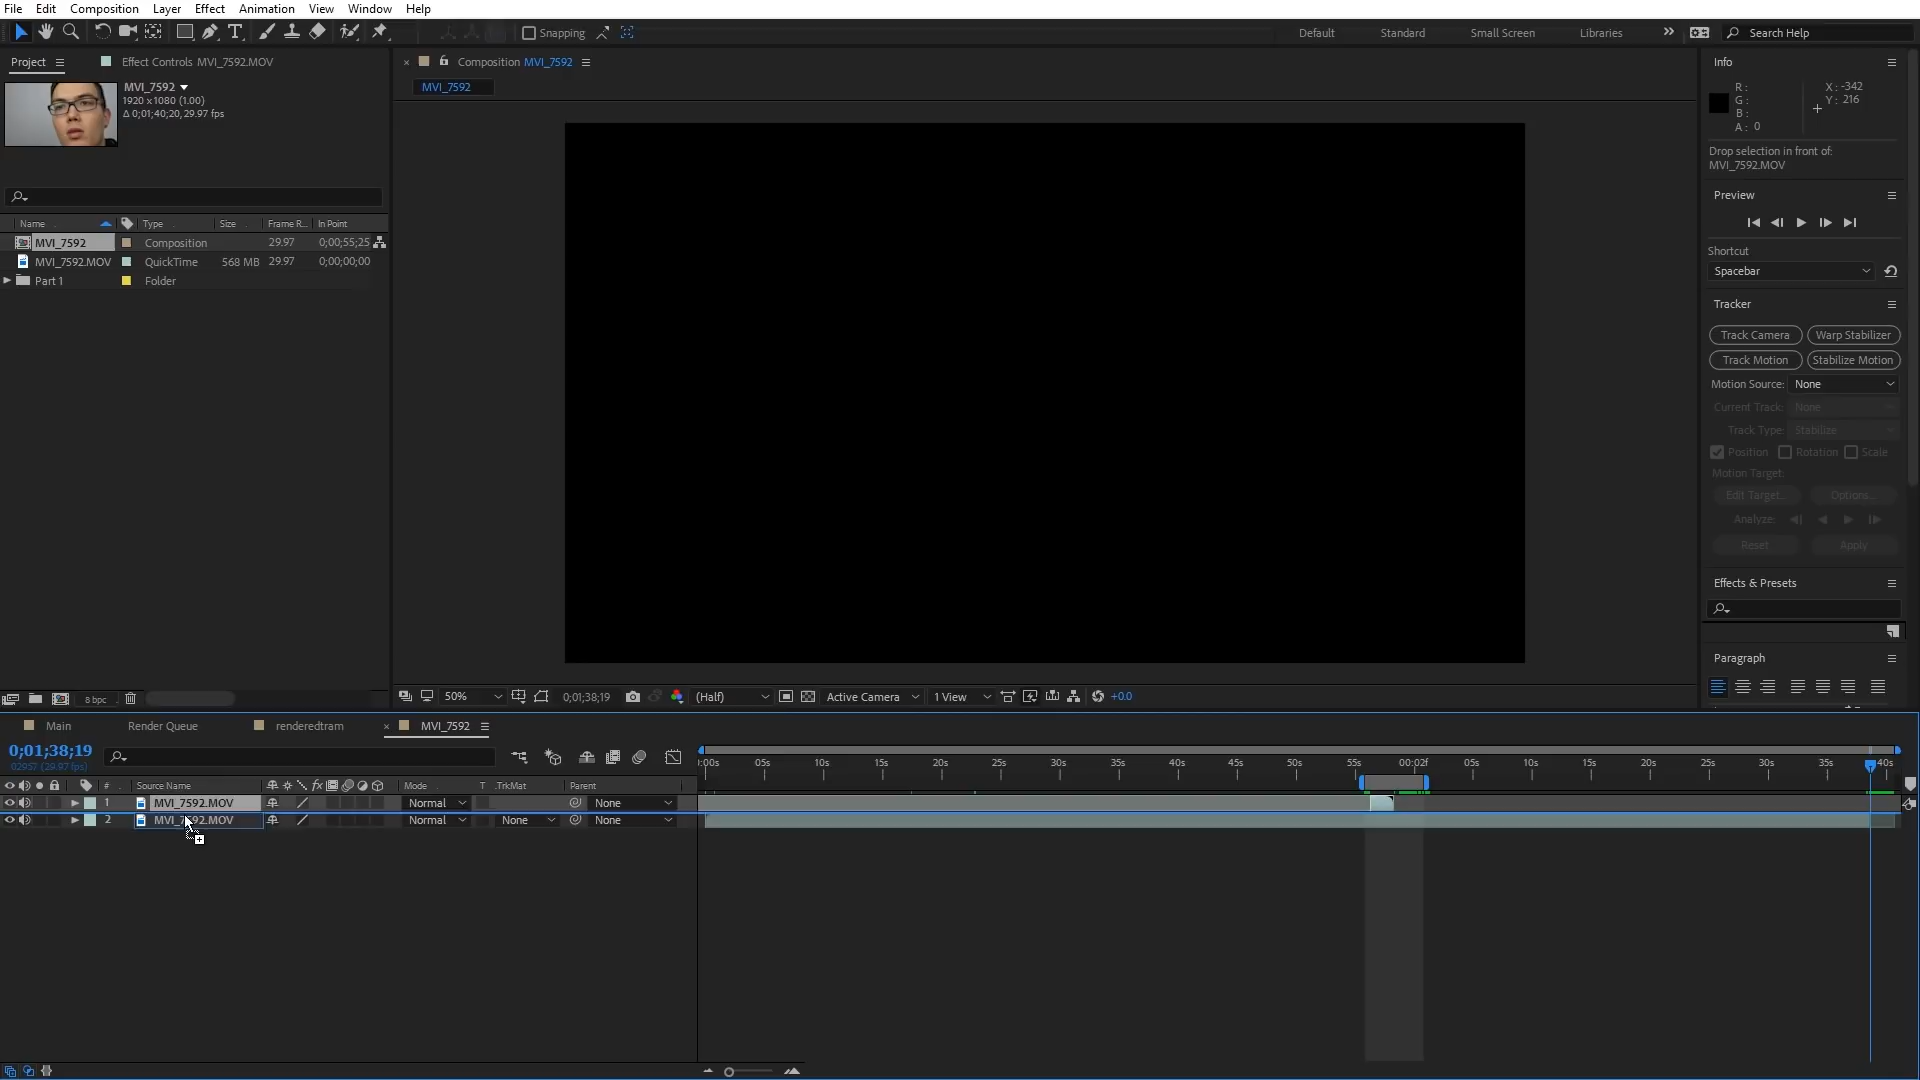 File Edit Composition Layer Effect Animation View Window Help
Snapping Default Standard Small Screen Libraries Search Help
Project Effect Controls MVI_7592.MOV
MVI_7592
1920 x 1080 (1.00)
Δ 0;01;40;20, 29.97 fps
Name Type Size Frame R... In Point
MVI_7592 Composition 29.97 0;00;55;25
MVI_7592.MOV QuickTime 568 MB 29.97 0;00;00;00
Part 1 Folder
8 bpc
Composition MVI_7592
MVI_7592
50% 0;01;38;19 (Half) Active Camera 1 View +0.0
Info
R: X: -342
G: Y: 216
B:
A: 0
Drop selection in front of:
MVI_7592.MOV
Preview
Shortcut
Spacebar
Tracker
Track Camera Warp Stabilizer
Track Motion Stabilize Motion
Motion Source: None
Current Track: None
Track Type: Stabilize
Position Rotation Scale
Motion Target:
Edit Target... Options...
Analyze:
Reset Apply
Effects & Presets
Paragraph
Main Render Queue renderedtram MVI_7592
0;01;38;19
02957 (29.97 fps)
# Source Name fx Mode T TrkMat Parent
1 MVI_7592.MOV Normal None
2 MVI_7592.MOV Normal None None
:00s 05s 10s 15s 20s 25s 30s 35s 40s 45s 50s 55s 00:02f 05s 10s 15s 20s 25s 30s 35s 40s